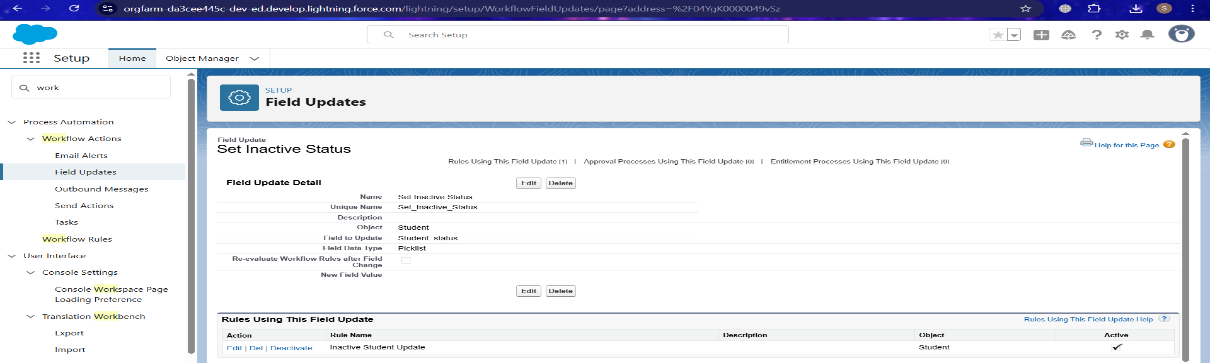 orgfarm-da3cee445c-dev-ed.develop.lightning.force.com/lightning/setup/WorkflowFieldUpdates/page?address=%2F04YgK0000049vSz
S
Search Setup
Setup
Home
Object Manager
work
Process Automation
Workflow Actions
Email Alerts
Field Updates
Outbound Messages
Send Actions
Tasks
Workflow Rules
User Interface
Console Settings
Console Workspace Page
Loading Preference
Translation Workbench
Export
Import
SETUP
Field Updates
Field Update
Set Inactive Status
Help for this Page
Rules Using This Field Update [1] | Approval Processes Using This Field Update [0] | Entitlement Processes Using This Field Update [0]
Field Update Detail
Edit Delete
Name Set Inactive Status
Unique Name Set_Inactive_Status
Description
Object Student
Field to Update Student_status
Field Data Type Picklist
Re-evaluate Workflow Rules after Field
Change
New Field Value
Edit Delete
Rules Using This Field Update
Rules Using This Field Update Help ?
Action Rule Name Description Object Active
Edit | Del | Deactivate Inactive Student Update Student